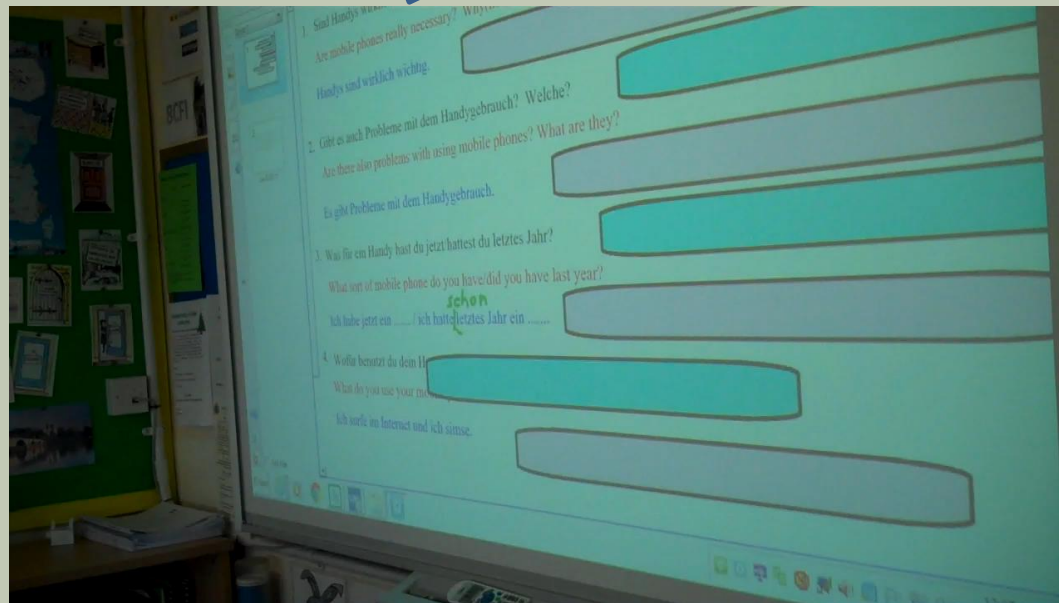 8CFI
1. Sind Handys
Are mobile phones really necessary?
Handys sind wirklich wichtig.
2. Gibt es auch Probleme mit dem Handygebrauch? Welche?
Are there also problems with using mobile phones? What are they?
Es gibt Probleme mit dem Handygebrauch.
3. Was für ein Handy hast du jetzt/hattest du letztes Jahr?
What sort of mobile phone do you have/did you have last year?
schon
Ich habe jetzt ein ...... / ich hatte letztes Jahr ein .......
4. Wofür benutzt du dein
What do you use your
Ich surfe im Internet und ich simse.